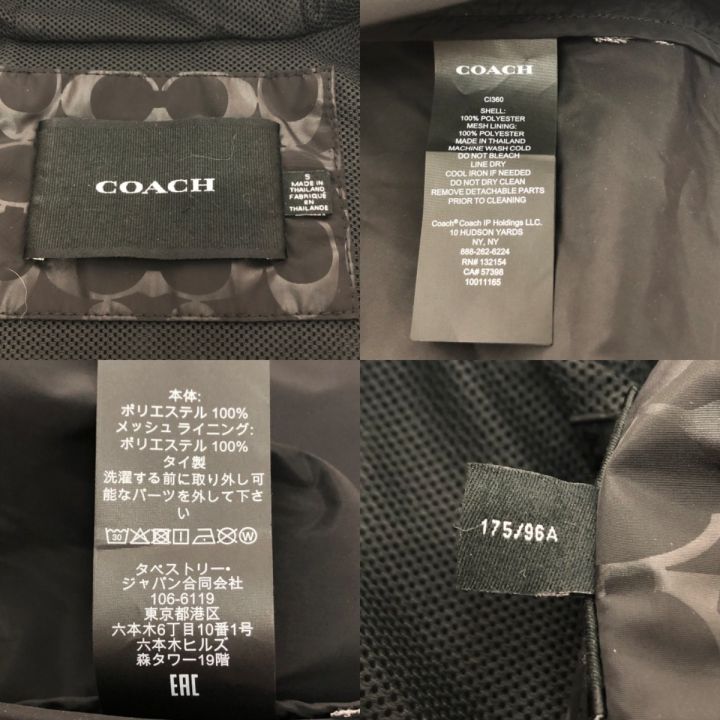 COACH
S
MADE IN
THAILAND
FABRIQUÉ
EN
THAILANDE
COACH
CI360
SHELL:
100% POLYESTER
MESH LINING:
100% POLYESTER
MADE IN THAILAND
MACHINE WASH COLD
DO NOT BLEACH
LINE DRY
COOL IRON IF NEEDED
DO NOT DRY CLEAN
REMOVE DETACHABLE PARTS
PRIOR TO CLEANING
Coach® Coach IP Holdings LLC.
10 HUDSON YARDS
NY, NY
888-262-6224
RN# 132154
CA# 57398
10011165
本体:
ポリエステル 100%
メッシュ ライニング:
ポリエステル 100%
タイ製
洗濯する前に取り外し可
能なパーツを外して下さ
い
30 W
タペストリー・
ジャパン合同会社
106-6119
東京都港区
六本木6丁目10番1号
六本木ヒルズ
森タワー19階
EAC
175/96A